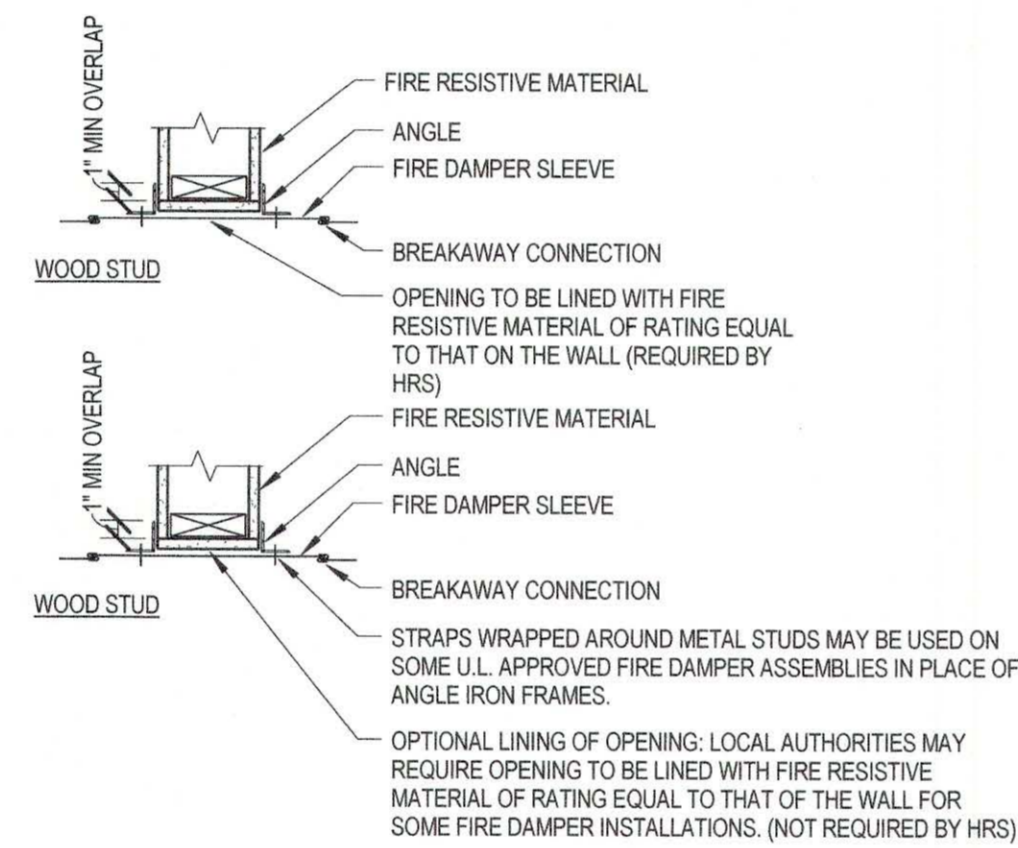 1" MIN OVERLAP
FIRE RESISTIVE MATERIAL
ANGLE
FIRE DAMPER SLEEVE
BREAKAWAY CONNECTION
WOOD STUD
OPENING TO BE LINED WITH FIRE
RESISTIVE MATERIAL OF RATING EQUAL
TO THAT ON THE WALL (REQUIRED BY
HRS)
1" MIN OVERLAP
FIRE RESISTIVE MATERIAL
ANGLE
FIRE DAMPER SLEEVE
BREAKAWAY CONNECTION
WOOD STUD
STRAPS WRAPPED AROUND METAL STUDS MAY BE USED ON
SOME U.L. APPROVED FIRE DAMPER ASSEMBLIES IN PLACE OF
ANGLE IRON FRAMES.
OPTIONAL LINING OF OPENING: LOCAL AUTHORITIES MAY
REQUIRE OPENING TO BE LINED WITH FIRE RESISTIVE
MATERIAL OF RATING EQUAL TO THAT OF THE WALL FOR
SOME FIRE DAMPER INSTALLATIONS. (NOT REQUIRED BY HRS)